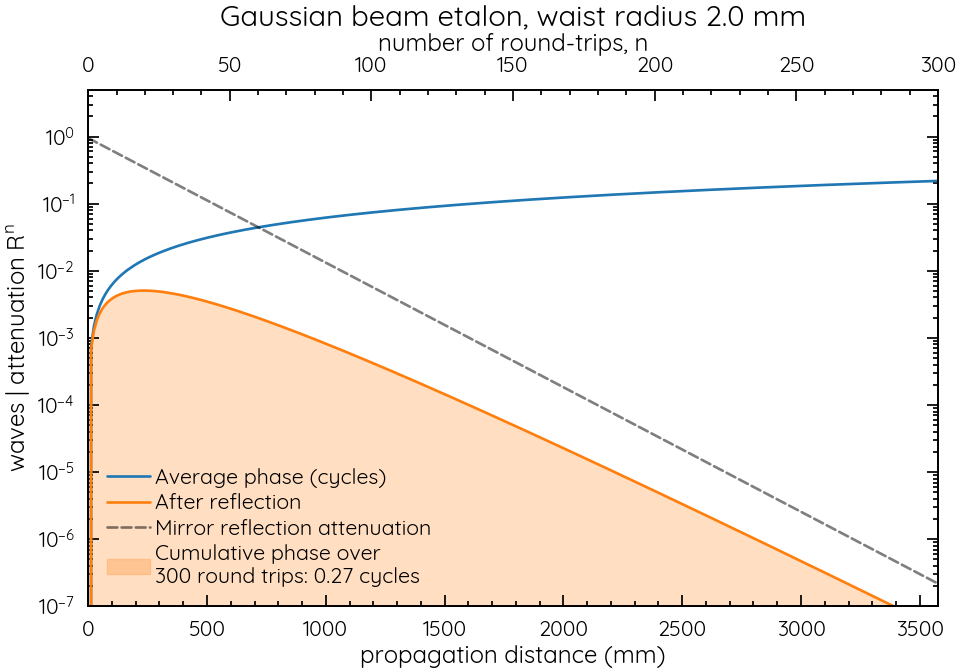 Gaussian beam etalon, waist radius 2.0 mm
number of round-trips, n
0 50 100 150 200 250 300
waves | attenuation Rⁿ
10⁰
10⁻¹
10⁻²
10⁻³
10⁻⁴
10⁻⁵
10⁻⁶
10⁻⁷
Average phase (cycles)
After reflection
Mirror reflection attenuation
Cumulative phase over
300 round trips: 0.27 cycles
0 500 1000 1500 2000 2500 3000 3500
propagation distance (mm)